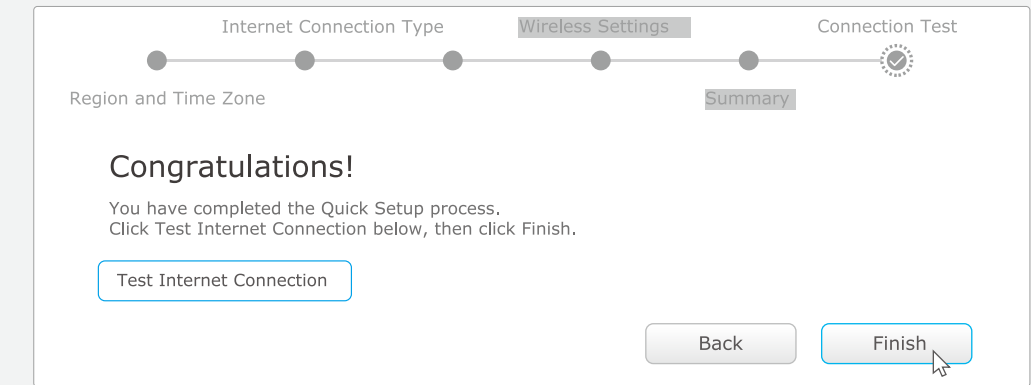 Internet Connection Type
Wireless Settings
Connection Test
Region and Time Zone
Summary
Congratulations!
You have completed the Quick Setup process.
Click Test Internet Connection below, then click Finish.
Test Internet Connection
Back
Finish